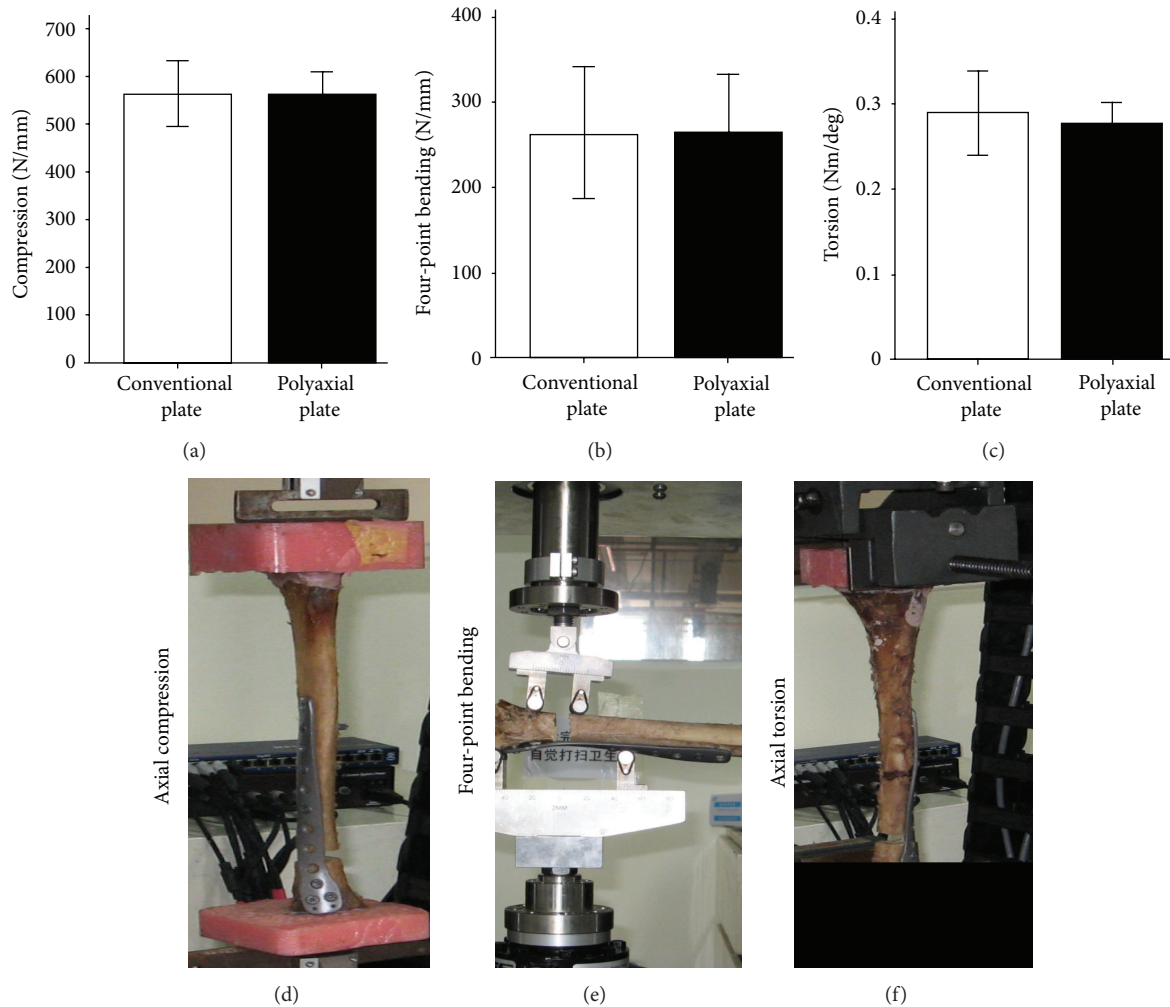 700
600
500
400
300
200
100
0
Compression (N/mm)
Conventional
plate
Polyaxial
plate
(a)
400
300
200
100
0
Four-point bending (N/mm)
Conventional
plate
Polyaxial
plate
(b)
0.4
0.3
0.2
0.1
0
Torsion (Nm/deg)
Conventional
plate
Polyaxial
plate
(c)
Axial compression
(d)
Four-point bending
完
自觉打扫卫生
2MM
(e)
Axial torsion
(f)